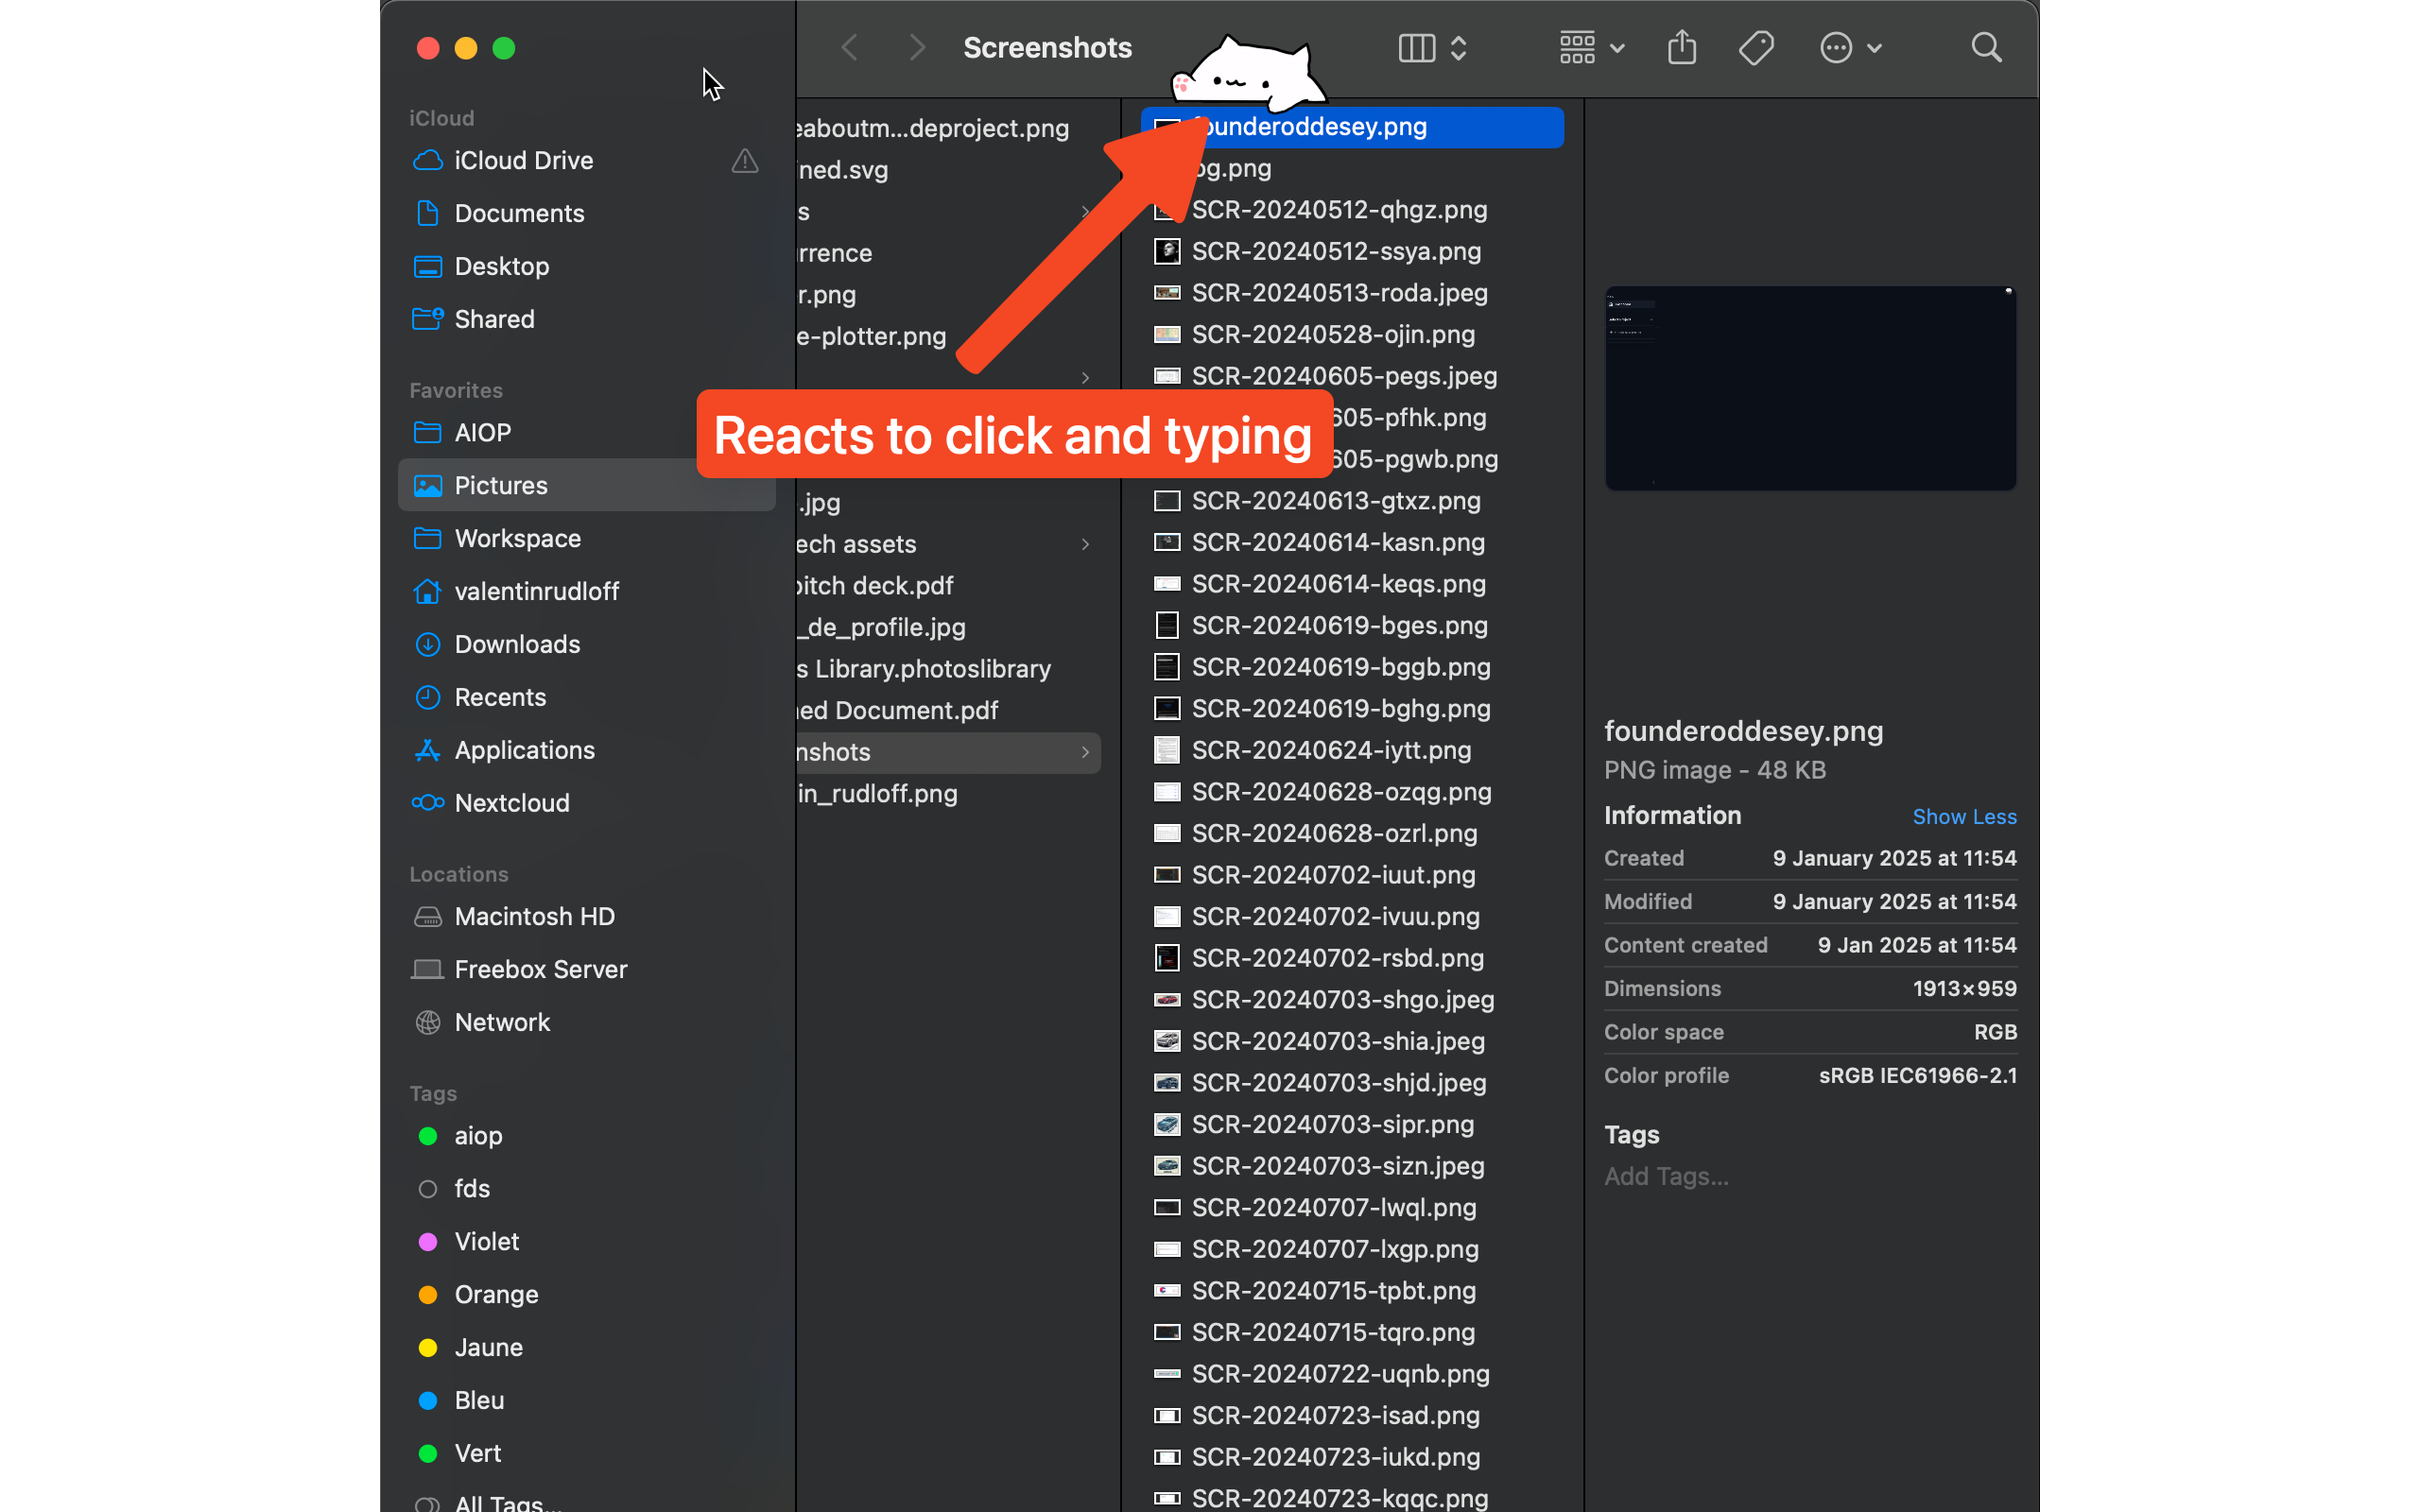 Screenshots
iCloud
iCloud Drive
Documents
Desktop
Shared
Favorites
AIOP
Pictures
Workspace
valentinrudloff
Downloads
Recents
Applications
Nextcloud
Locations
Macintosh HD
Freebox Server
Network
Tags
aiop
fds
Violet
Orange
Jaune
Bleu
Vert
All Tags...
eaboutm...deproject.png
ned.svg
s
rrence
r.png
e-plotter.png
.jpg
ech assets
pitch deck.pdf
_de_profile.jpg
s Library.photoslibrary
ned Document.pdf
nshots
in_rudloff.png
Reacts to click and typing
founderoddesey.png
og.png
SCR-20240512-qhgz.png
SCR-20240512-ssya.png
SCR-20240513-roda.jpeg
SCR-20240528-ojin.png
SCR-20240605-pegs.jpeg
605-pfhk.png
605-pgwb.png
SCR-20240613-gtxz.png
SCR-20240614-kasn.png
SCR-20240614-keqs.png
SCR-20240619-bges.png
SCR-20240619-bggb.png
SCR-20240619-bghg.png
SCR-20240624-iytt.png
SCR-20240628-ozqg.png
SCR-20240628-ozrl.png
SCR-20240702-iuut.png
SCR-20240702-ivuu.png
SCR-20240702-rsbd.png
SCR-20240703-shgo.jpeg
SCR-20240703-shia.jpeg
SCR-20240703-shjd.jpeg
SCR-20240703-sipr.png
SCR-20240703-sizn.jpeg
SCR-20240707-lwql.png
SCR-20240707-lxgp.png
SCR-20240715-tpbt.png
SCR-20240715-tqro.png
SCR-20240722-uqnb.png
SCR-20240723-isad.png
SCR-20240723-iukd.png
SCR-20240723-kqqc.png
founderoddesey.png
PNG image - 48 KB
Information Show Less
Created 9 January 2025 at 11:54
Modified 9 January 2025 at 11:54
Content created 9 Jan 2025 at 11:54
Dimensions 1913×959
Color space RGB
Color profile sRGB IEC61966-2.1
Tags
Add Tags...